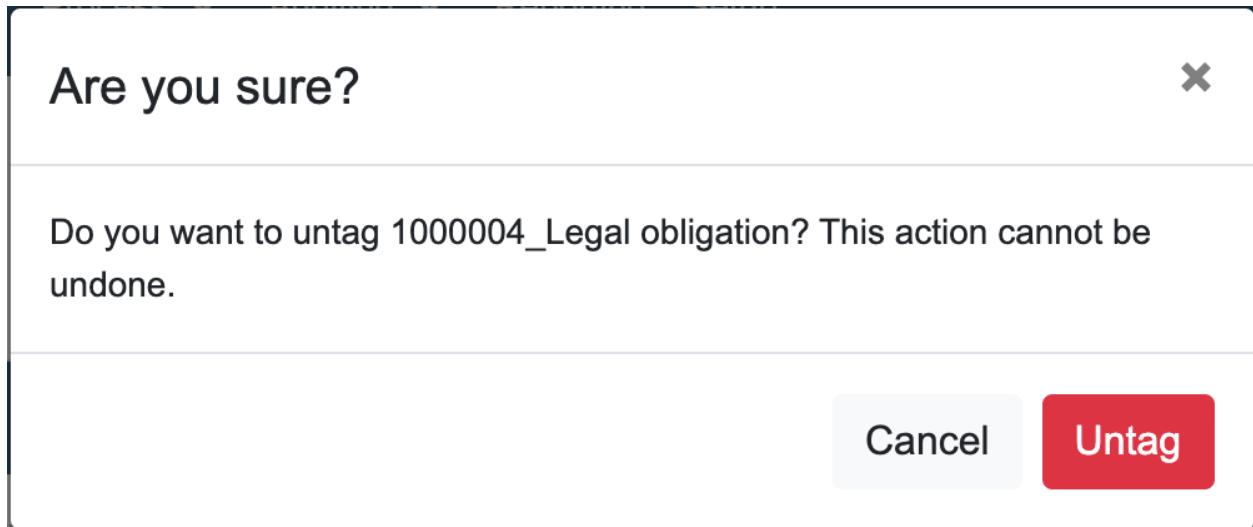 Are you sure?
Do you want to untag 1000004_Legal obligation? This action cannot be
undone.
Cancel
Untag